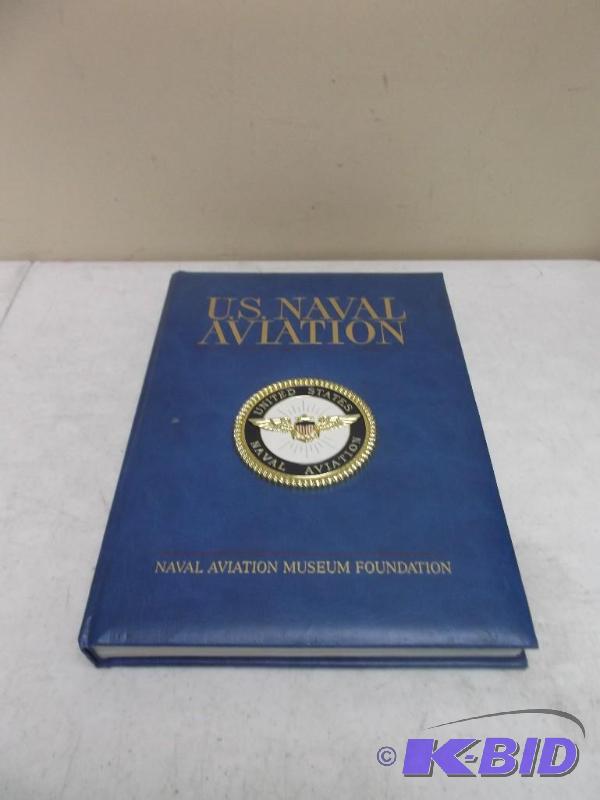 U.S. NAVAL
AVIATION
UNITED STATES
NAVAL AVIATION
NAVAL AVIATION MUSEUM FOUNDATION
© K-BID